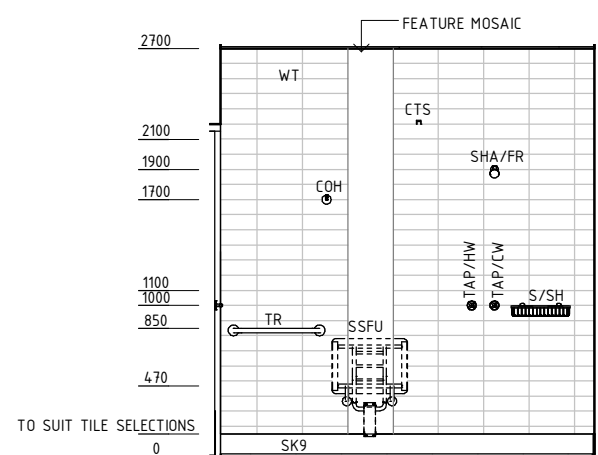 FEATURE MOSAIC
2700
WT
CTS
2100
SHA/FR
1900
COH
1700
TAP/HW
TAP/CW
1100
S/SH
1000
TR
SSFU
850
470
TO SUIT TILE SELECTIONS
SK9
0